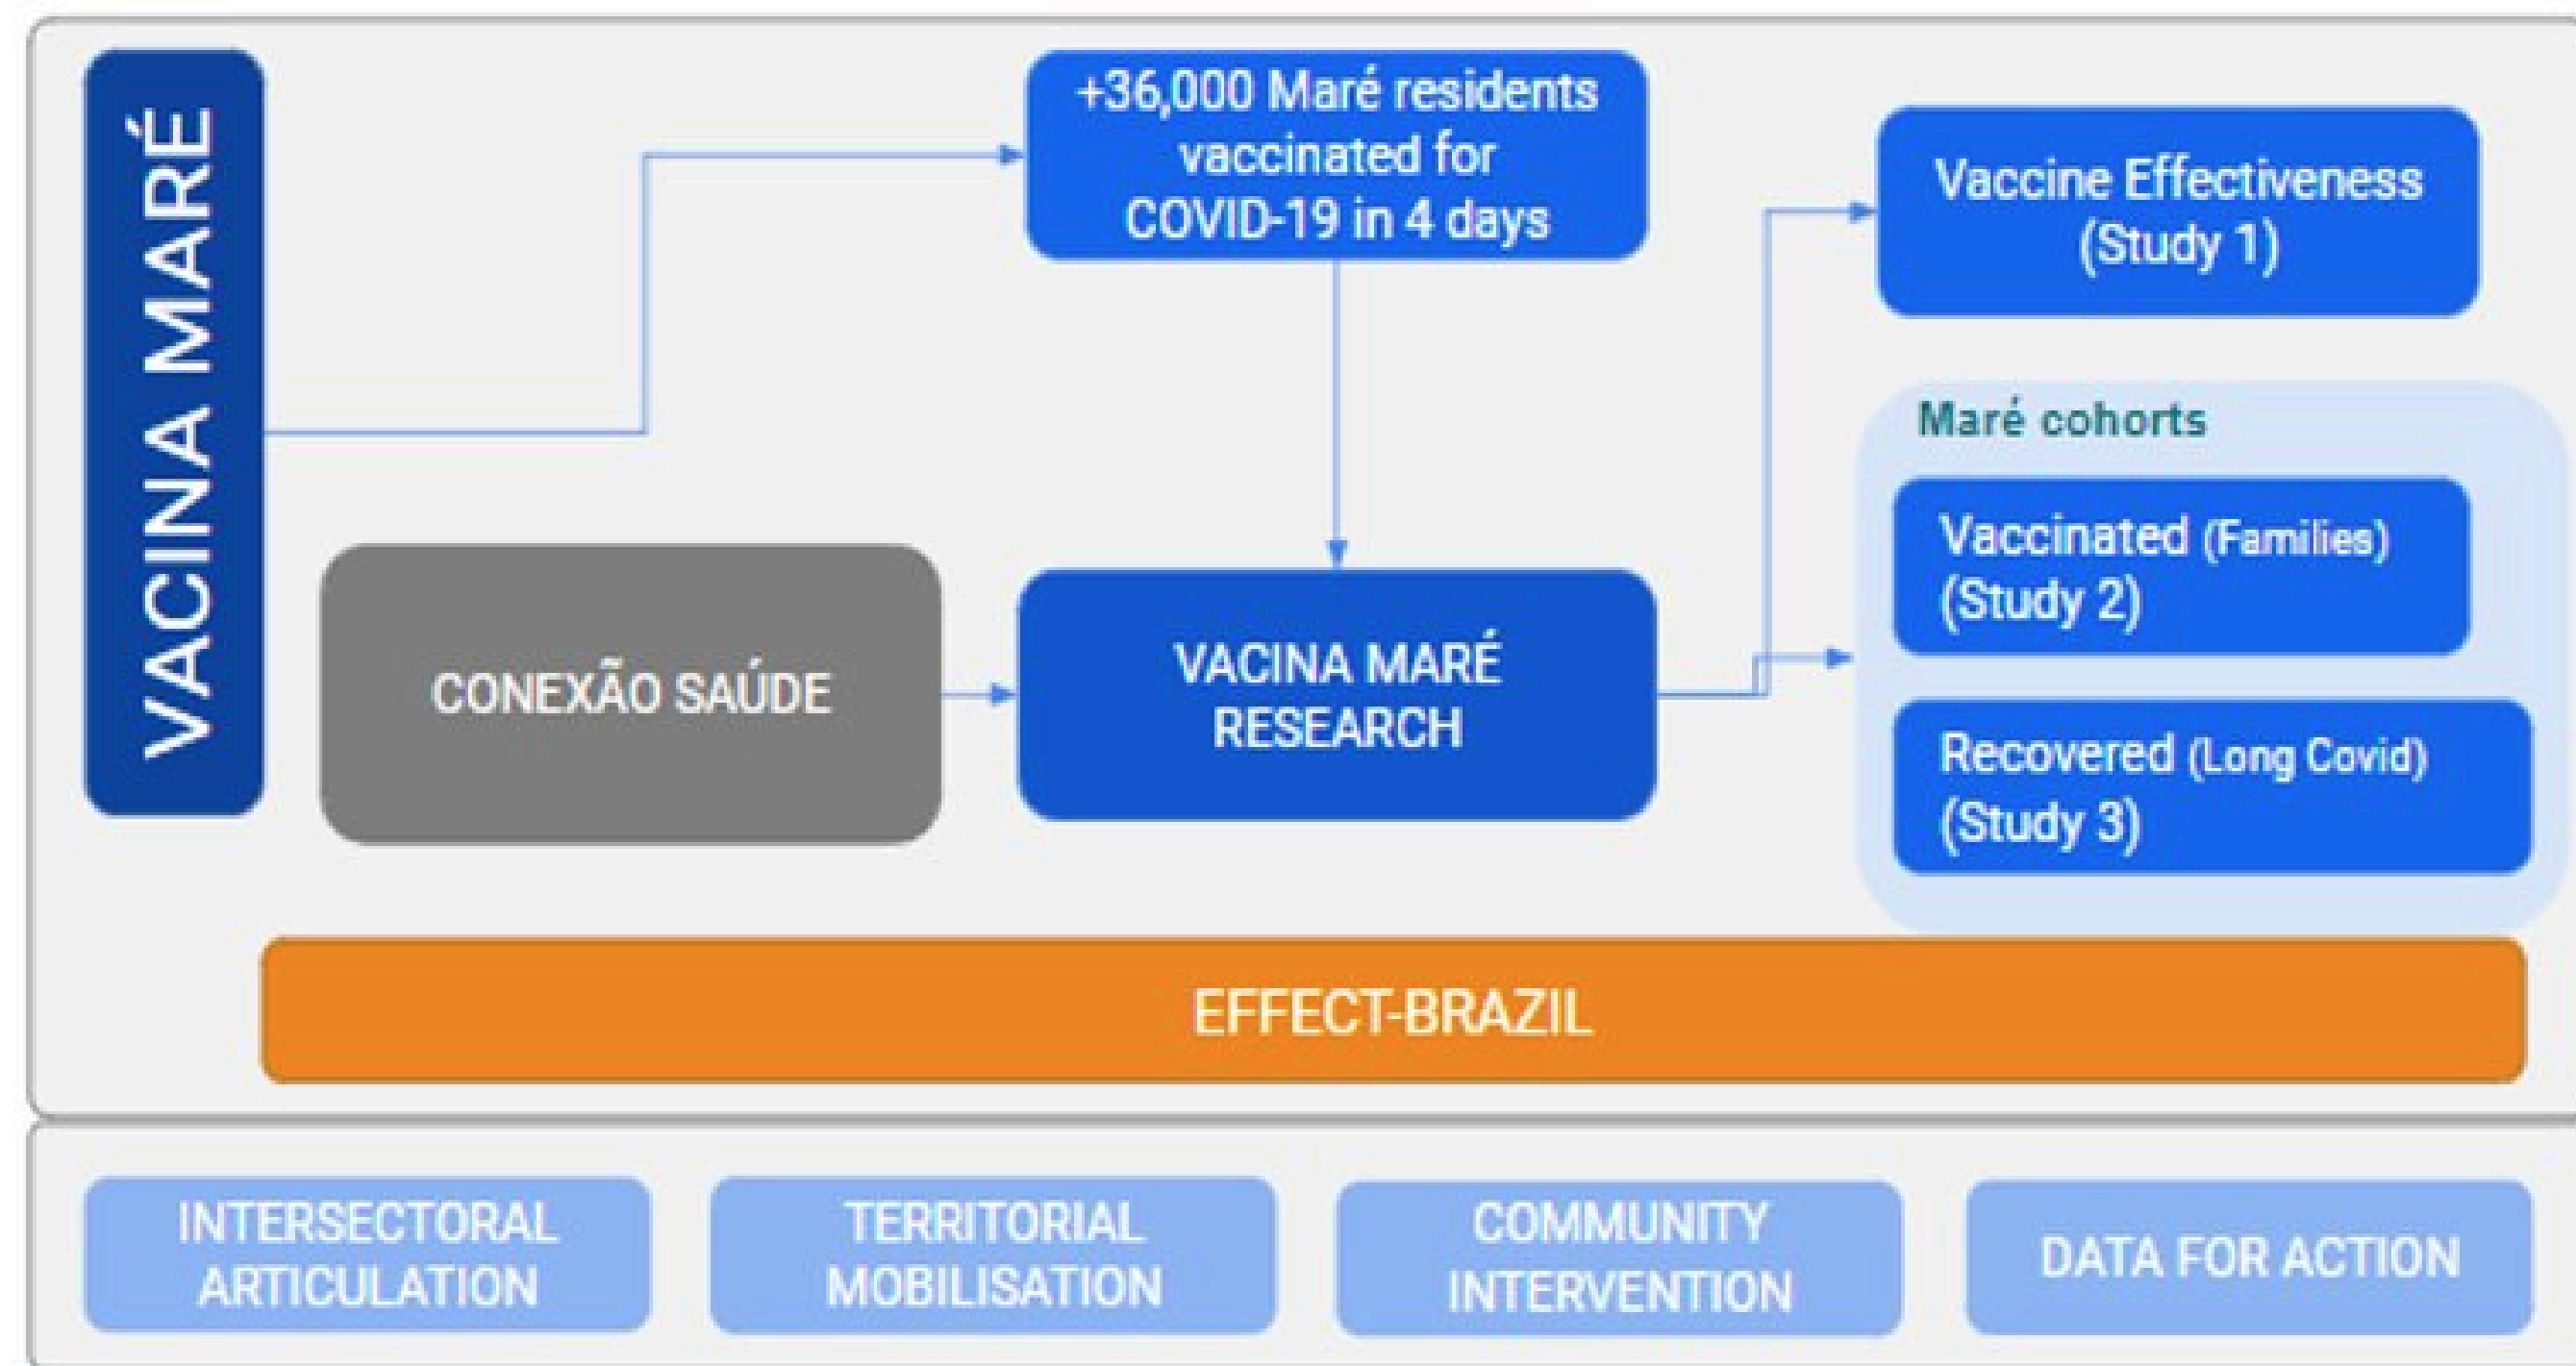 VACINA MARÉ
+36,000 Maré residents
vaccinated for
COVID-19 in 4 days
Vaccine Effectiveness
(Study 1)
Maré cohorts
Vaccinated (Families)
(Study 2)
Recovered (Long Covid)
(Study 3)
CONEXÃO SAÚDE
VACINA MARÉ
RESEARCH
EFFECT-BRAZIL
INTERSECTORAL
ARTICULATION
TERRITORIAL
MOBILISATION
COMMUNITY
INTERVENTION
DATA FOR ACTION